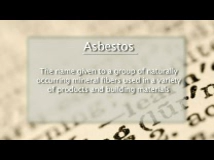 Asbestos
The name given to a group of naturally
occurring mineral fibers used in a variety
of products and building materials